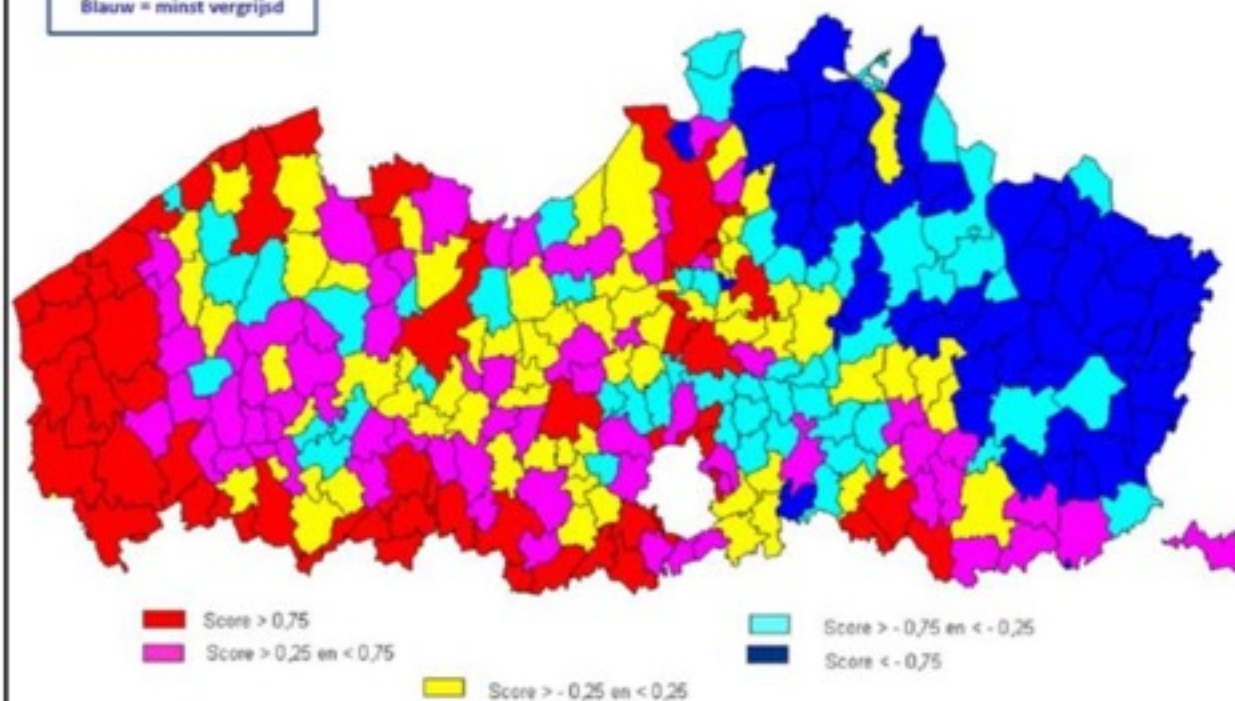 Blauw = minst vergrijsd
Score > 0,75
Score > 0,25 en < 0,75
Score > - 0,25 en < 0,25
Score > - 0,75 en < - 0,25
Score < - 0,75